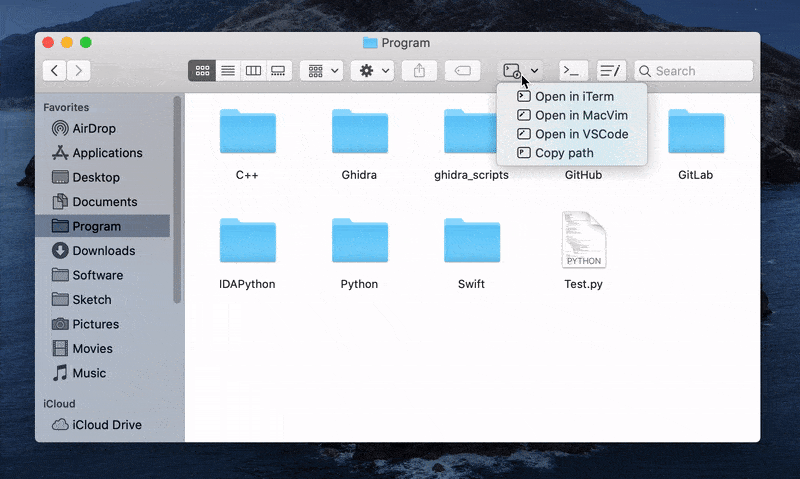 Program
Search
Open in iTerm
Open in MacVim
Open in VSCode
Copy path
Favorites
AirDrop
Applications
Desktop
Documents
Program
Downloads
Software
Sketch
Pictures
Movies
Music
iCloud
iCloud Drive
C++
Ghidra
ghidra_scripts
GitHub
GitLab
IDAPython
Python
Swift
PYTHON
Test.py